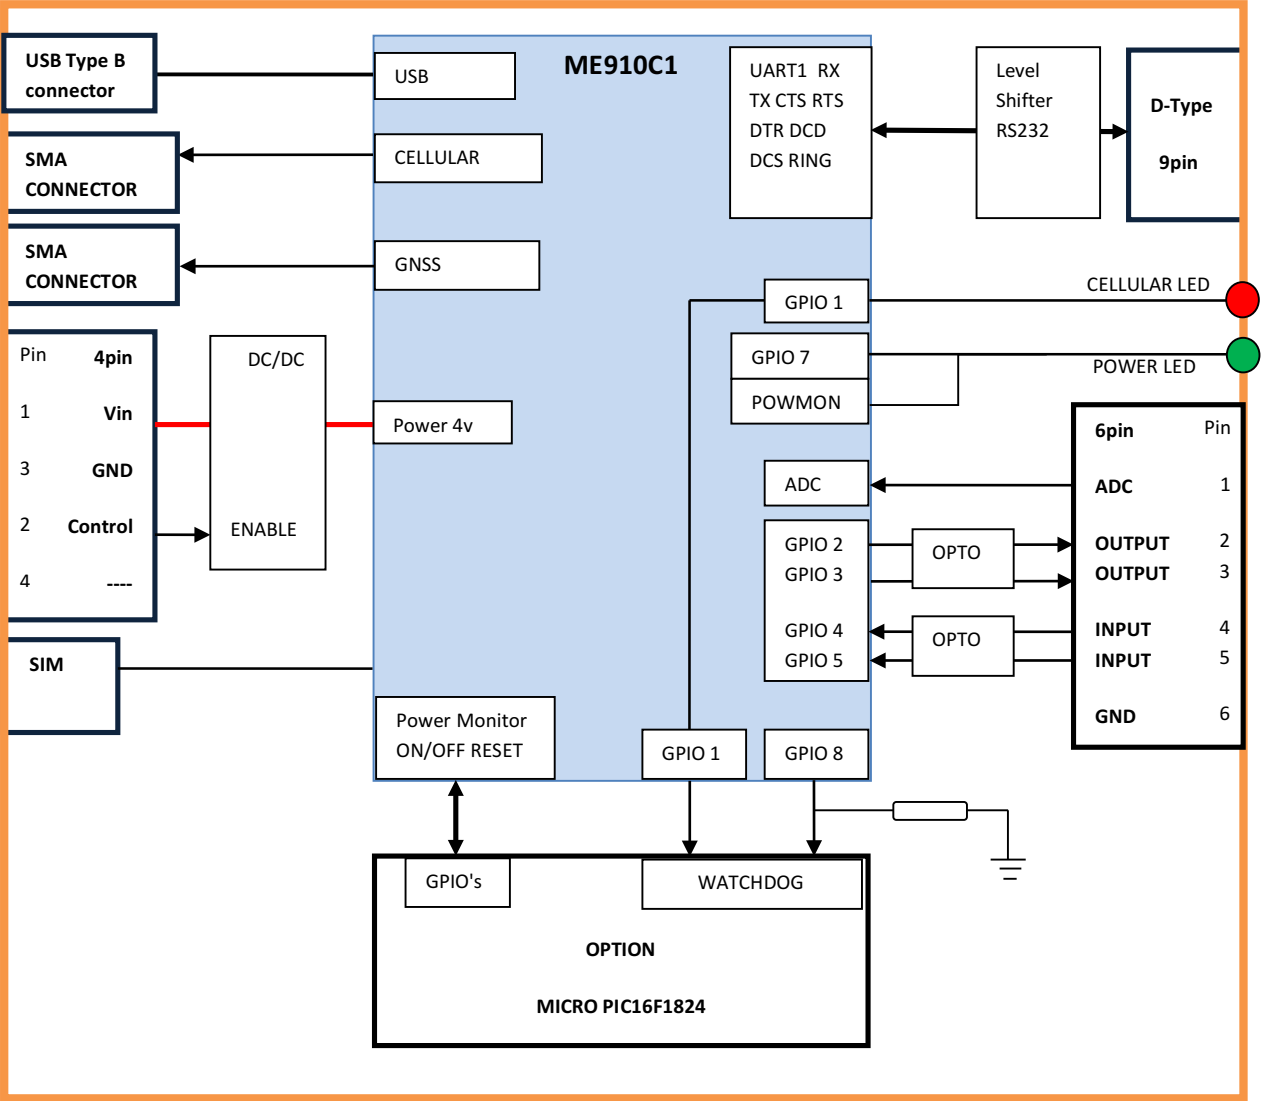 ME910C1
USB Type B
connector
USB
SMA
CONNECTOR
CELLULAR
SMA
CONNECTOR
GNSS
Pin 4pin
1 Vin
3 GND
2 Control
4 ----
DC/DC
ENABLE
Power 4v
SIM
Power Monitor
ON/OFF RESET
UART1 RX
TX CTS RTS
DTR DCD
DCS RING
Level
Shifter
RS232
D-Type
9pin
GPIO 1
CELLULAR LED
GPIO 7
POWMON
POWER LED
ADC
GPIO 2
GPIO 3
GPIO 4
GPIO 5
OPTO
OPTO
6pin Pin
ADC 1
OUTPUT 2
OUTPUT 3
INPUT 4
INPUT 5
GND 6
GPIO 1
GPIO 8
GPIO's
WATCHDOG
OPTION
MICRO PIC16F1824